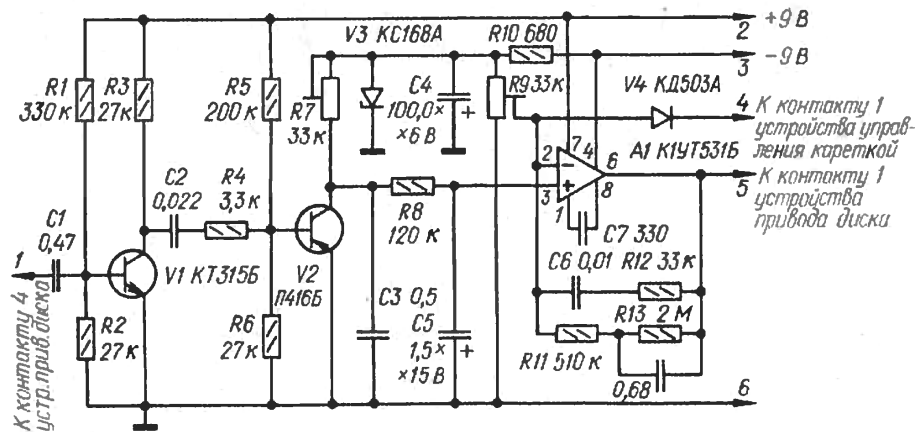 +9 В
2
V3 КС168А
R10 680
-9 В
3
R1
330 к
R3
27 к
R5
200 к
R7
33 к
C4
100,0×
×6 В
+
R9 33 к
V4 КД503А
4
К контакту 1
устройства управ-
ления кареткой
A1 К1УТ531Б
2
7
4
6
3
1
8
5
К контакту 1
устройства
привода диска
C2
0,022
R4
3,3 к
R8
120 к
C7 330
C1
0,47
1
V1 КТ315Б
V2
П416Б
C6 0,01
R12 33 к
К контакту 4
устр. прив. диска
R2
27 к
R6
27 к
C3 0,5
C5
1,5×
×15 В
+
R13 2 М
R11 510 к
0,68
6